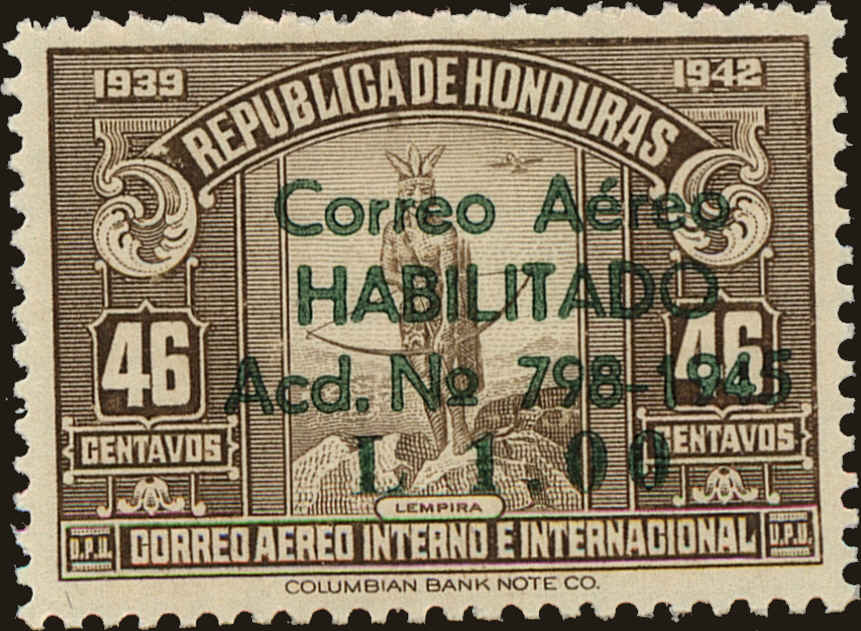 1939 1942
REPUBLICA DE HONDURAS
Correo Aéreo
HABILITADO
46 46
Acd. No 798-1945
CENTAVOS CENTAVOS
L 1.00
LEMPIRA
U.P.U. CORREO AEREO INTERNO E INTERNACIONAL U.P.U.
COLUMBIAN BANK NOTE CO.